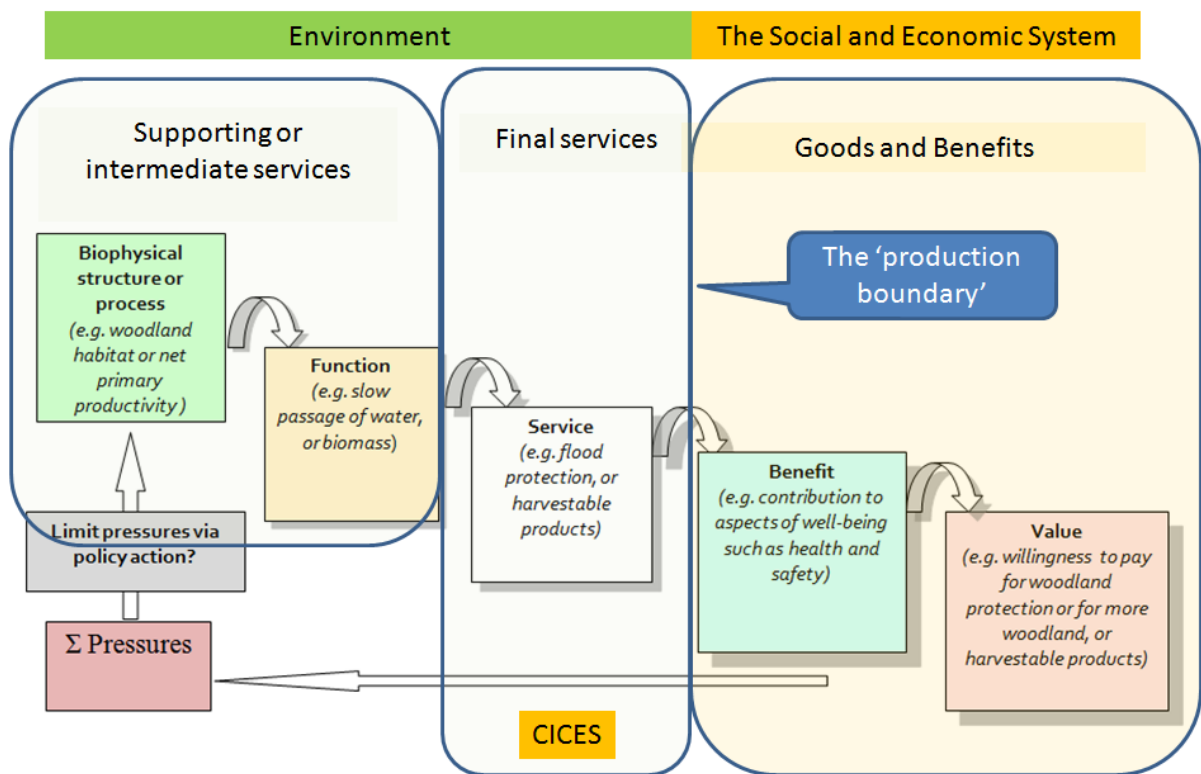 Environment
The Social and Economic System
Supporting or
intermediate services
Final services
Goods and Benefits
The ‘production
boundary’
Biophysical
structure or
process
(e.g. woodland
habitat or net
primary
productivity )
Function
(e.g. slow
passage of water,
or biomass)
Service
(e.g. flood
protection, or
harvestable
products)
Benefit
(e.g. contribution to
aspects of well-being
such as health and
safety)
Value
(e.g. willingness to pay
for woodland
protection or for more
woodland, or
harvestable products)
Limit pressures via
policy action?
Σ Pressures
CICES